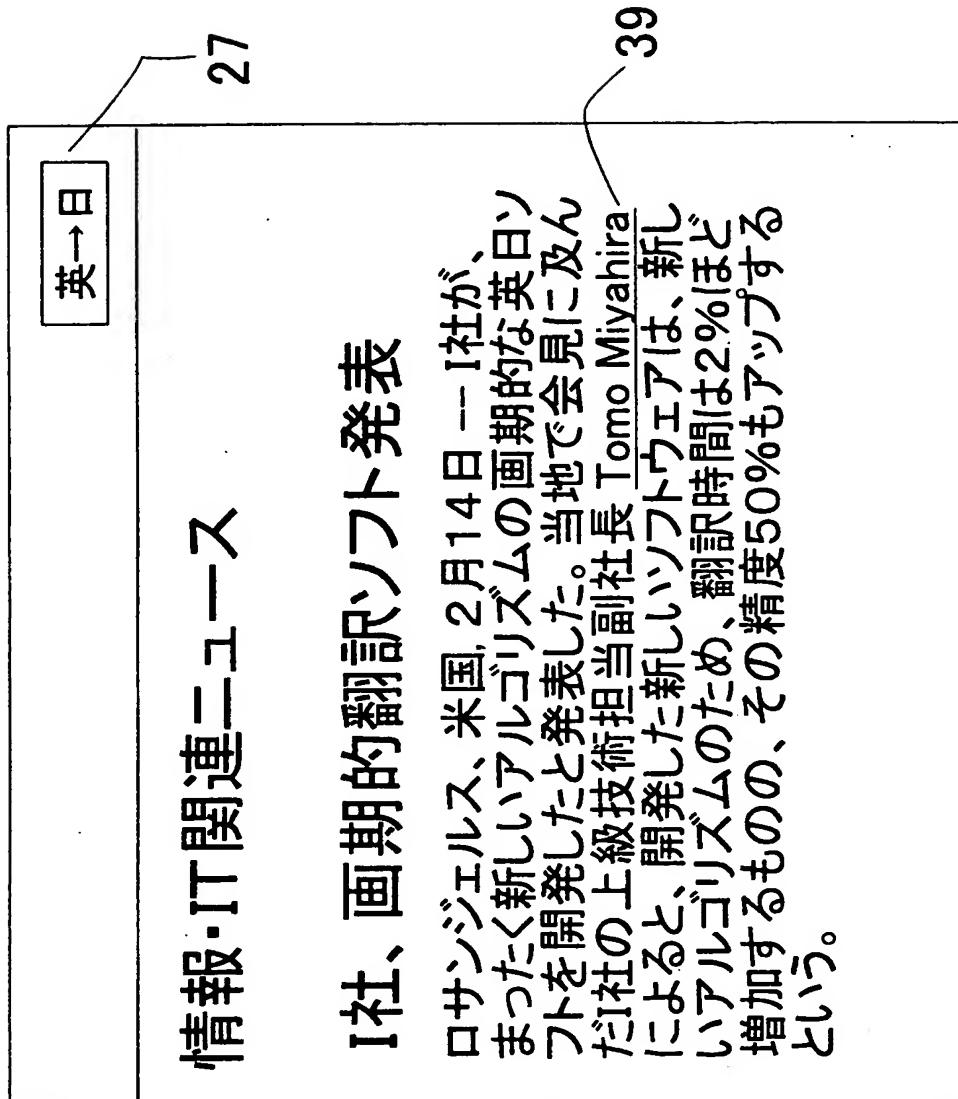 英→日
27
情報・IT関連ニュース
I社、画期的翻訳ソフト発表
ロサンジェルス、米国, 2月14日 -- I社が、
まったく新しいアルゴリズムの画期的な英日ソ
フトを開発したと発表した。当地で会見に及ん
だI社の上級技術担当副社長 Tomo Miyahira
39
によると、開発した新しいソフトウェアは、新し
いアルゴリズムのため、翻訳時間は2%ほど
増加するものの、その精度50%もアップする
という。